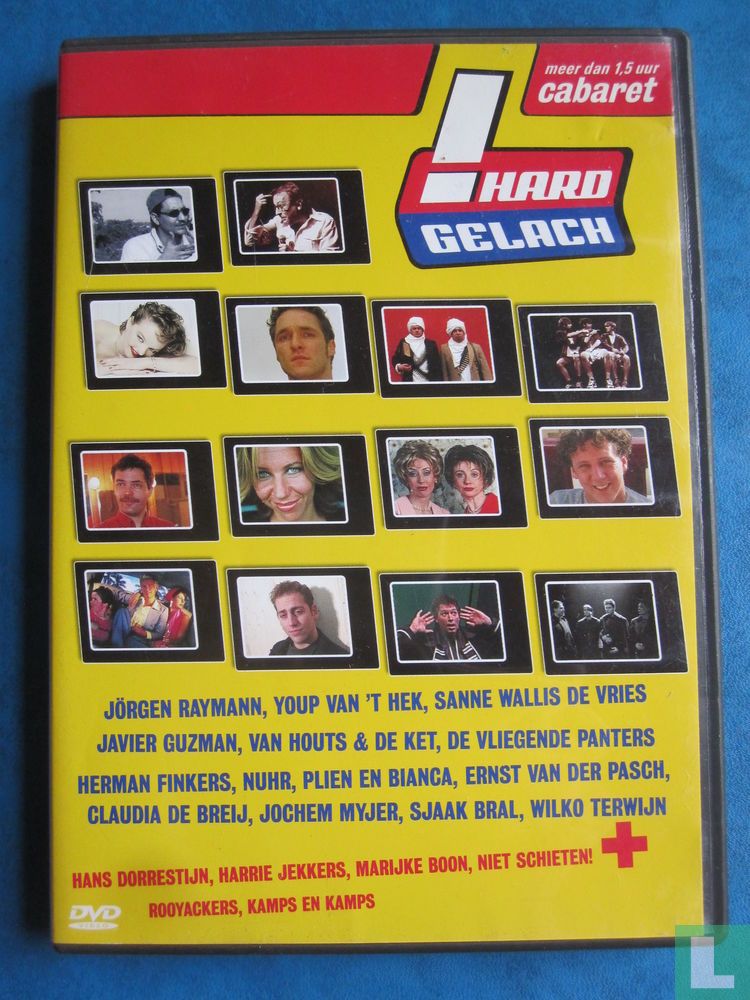 meer dan 1,5 uur
cabaret
! HARD
GELACH
JÖRGEN RAYMANN, YOUP VAN 'T HEK, SANNE WALLIS DE VRIES
JAVIER GUZMAN, VAN HOUTS & DE KET, DE VLIEGENDE PANTERS
HERMAN FINKERS, NUHR, PLIEN EN BIANCA, ERNST VAN DER PASCH,
CLAUDIA DE BREIJ, JOCHEM MYJER, SJAAK BRAL, WILKO TERWIJN
HANS DORRESTIJN, HARRIE JEKKERS, MARIJKE BOON, NIET SCHIETEN! +
ROOYACKERS, KAMPS EN KAMPS
DVD
VIDEO
L